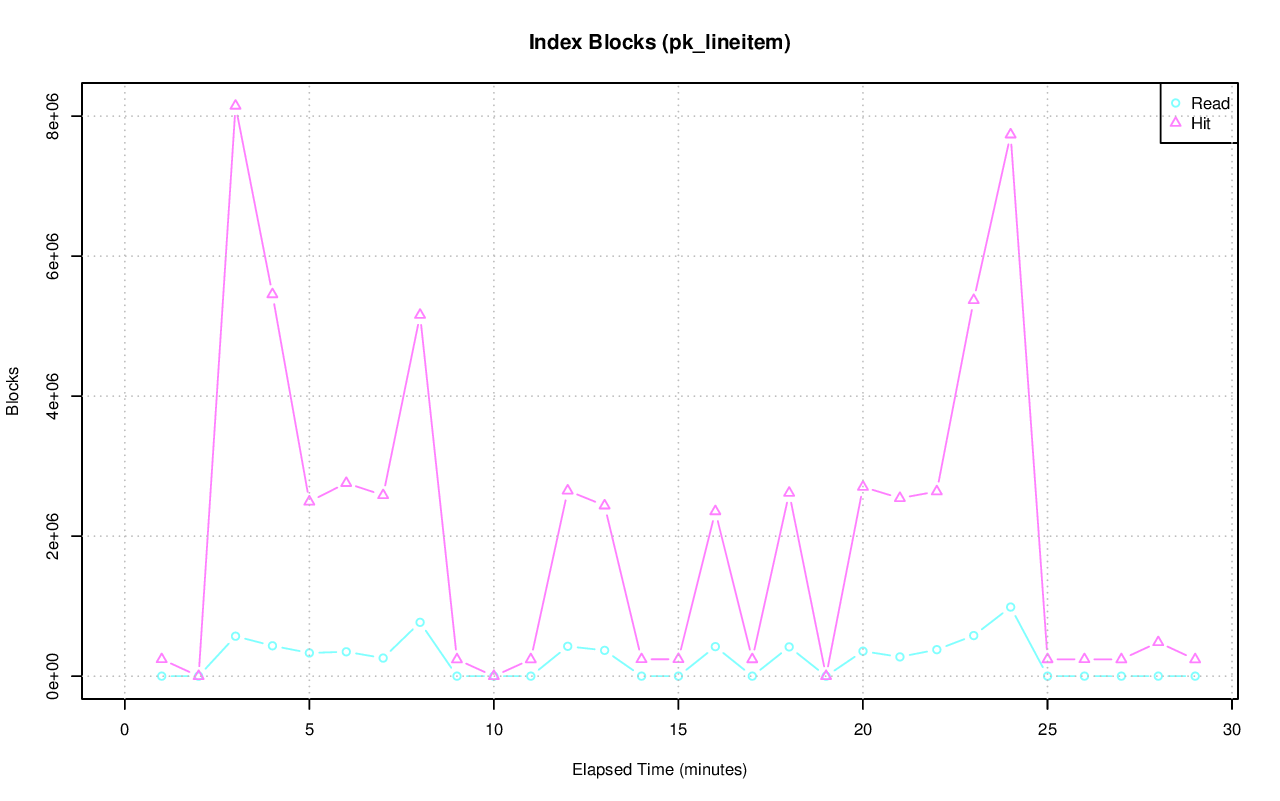 Index Blocks (pk_lineitem)
Read
Hit
8e+06
6e+06
4e+06
2e+06
0e+00
Blocks
0 5 10 15 20 25 30
Elapsed Time (minutes)